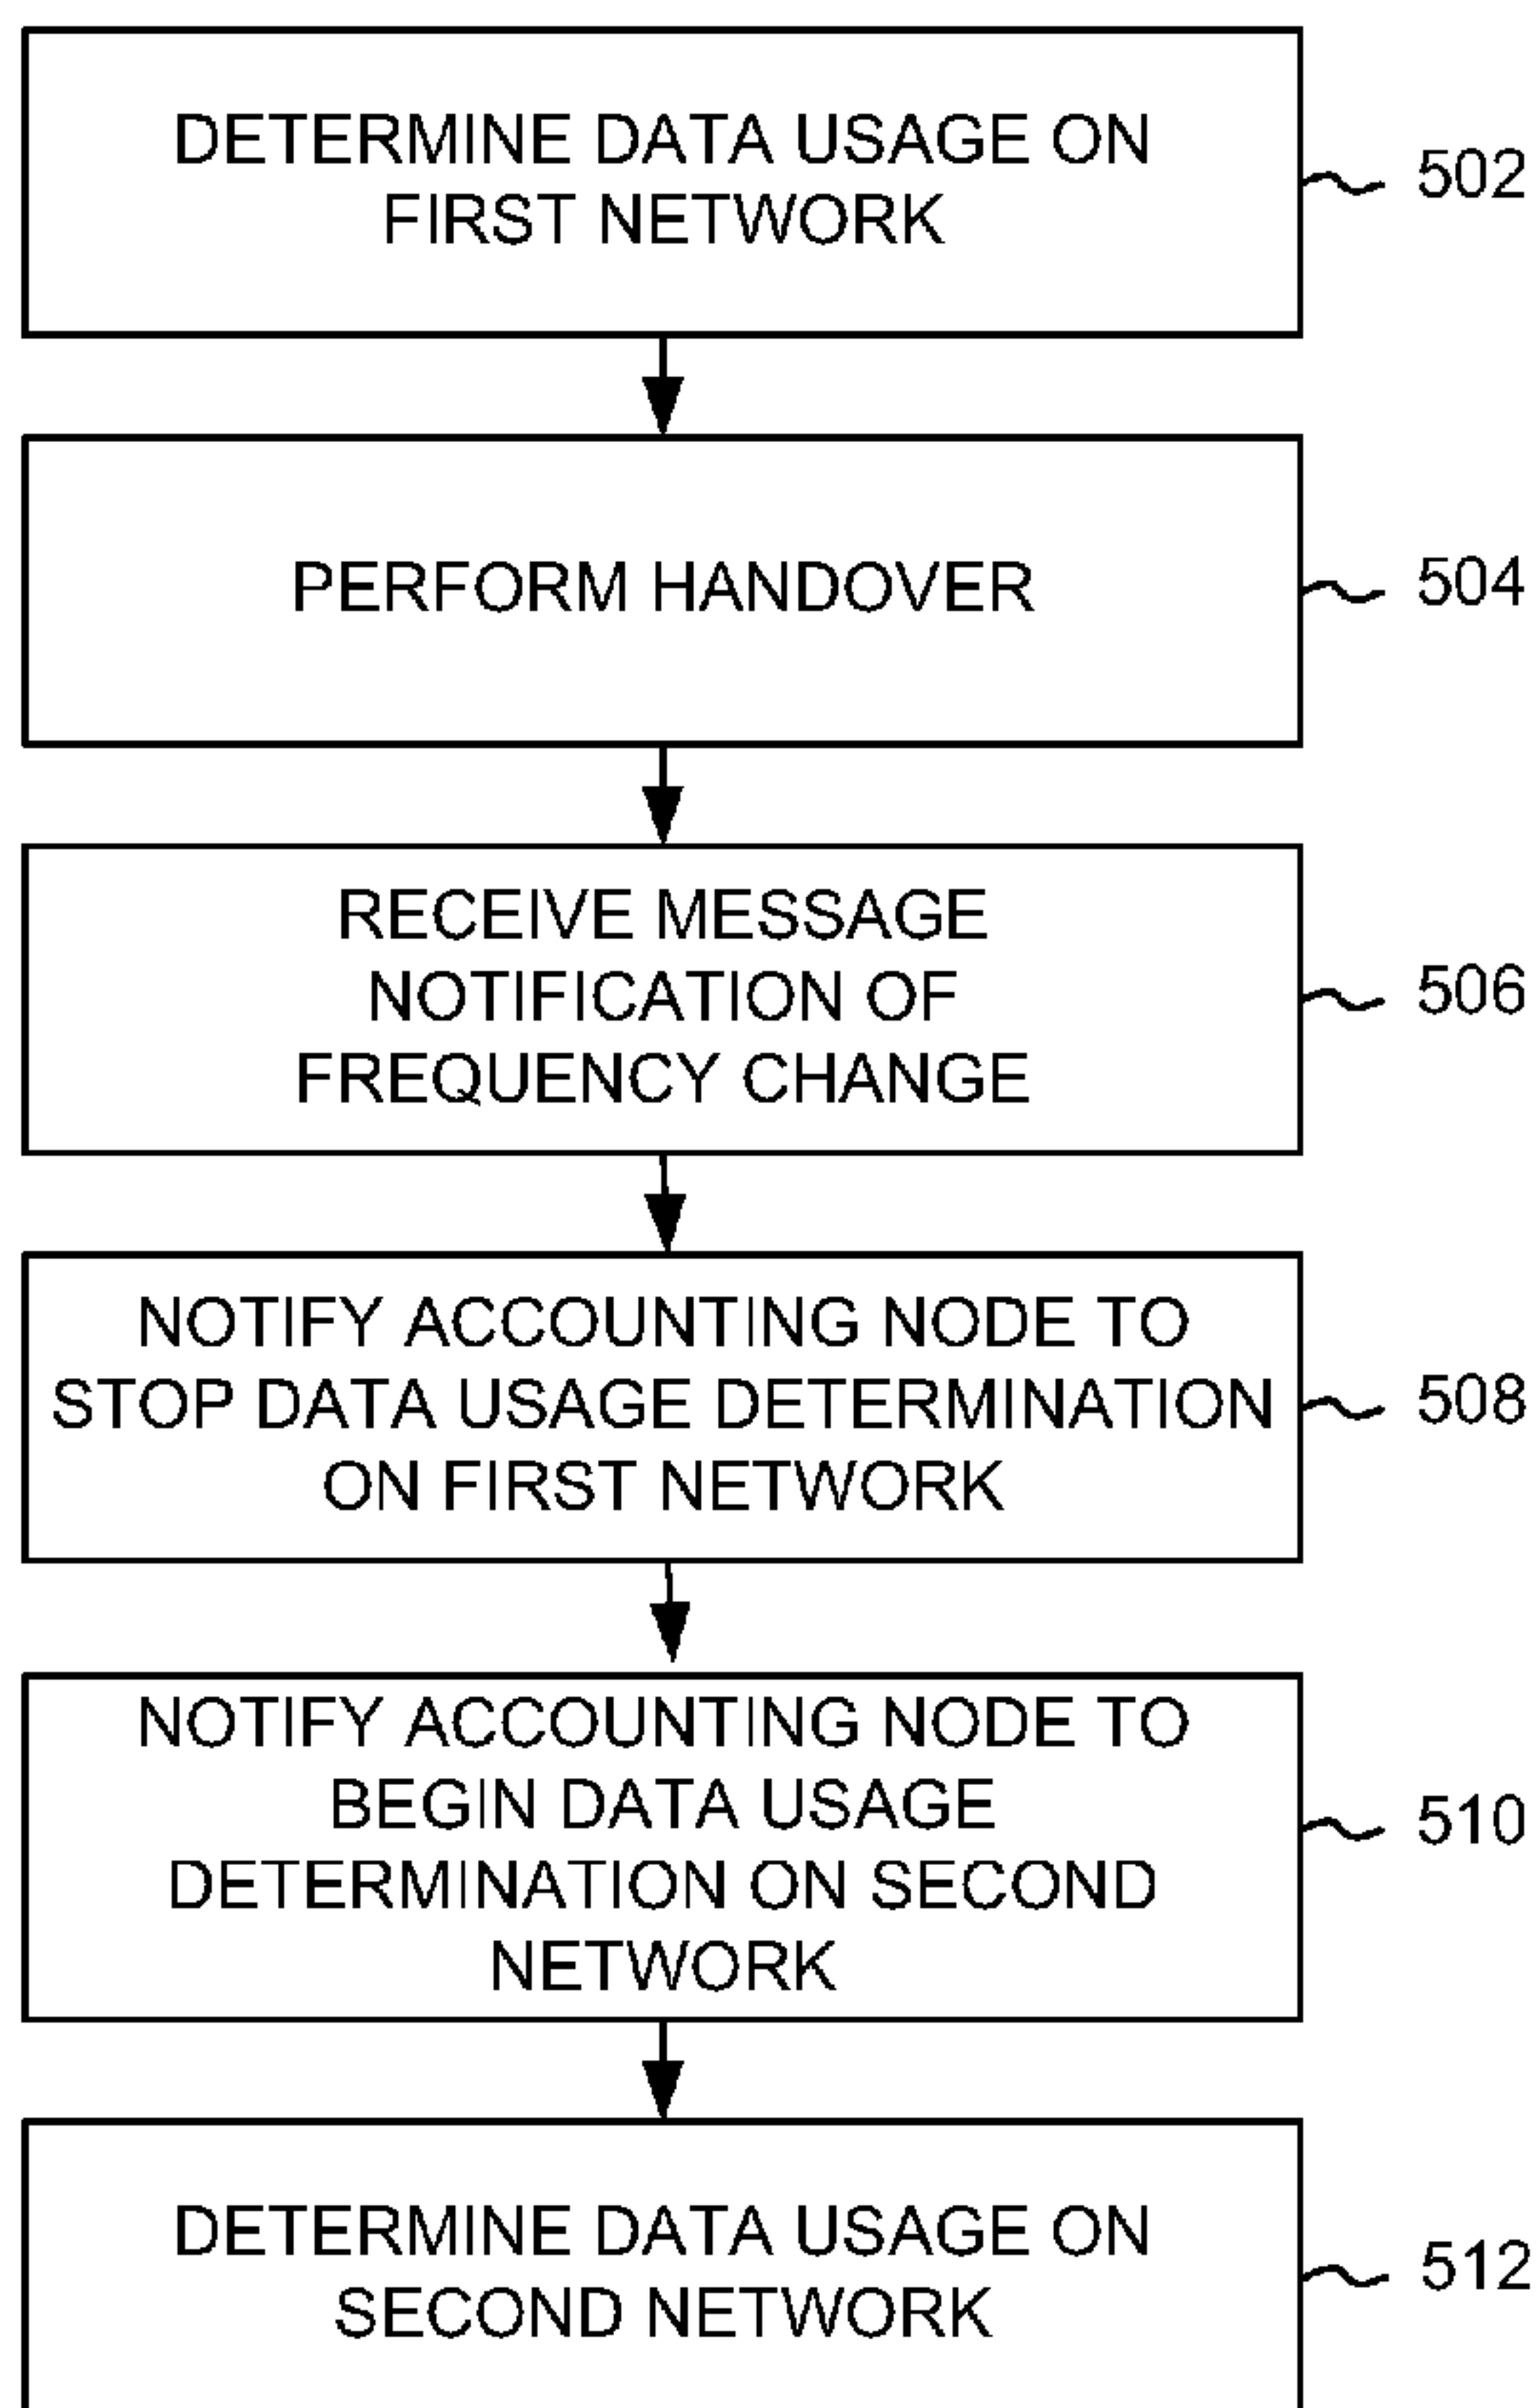 DETERMINE DATA USAGE ON
FIRST NETWORK
502
PERFORM HANDOVER
504
RECEIVE MESSAGE
NOTIFICATION OF
FREQUENCY CHANGE
506
NOTIFY ACCOUNTING NODE TO
STOP DATA USAGE DETERMINATION
ON FIRST NETWORK
508
NOTIFY ACCOUNTING NODE TO
BEGIN DATA USAGE
DETERMINATION ON SECOND
NETWORK
510
DETERMINE DATA USAGE ON
SECOND NETWORK
512